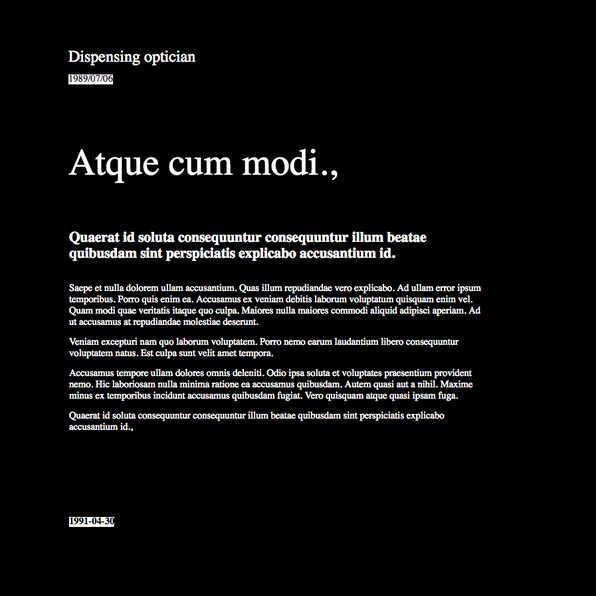 Dispensing optician
1989/07/06
Atque cum modi.,
Quaerat id soluta consequuntur consequuntur illum beatae
quibusdam sint perspiciatis explicabo accusantium id.
Saepe et nulla dolorem ullam accusantium. Quas illum repudiandae vero explicabo. Ad ullam error ipsum
temporibus. Porro quis enim ea. Accusamus ex veniam debitis laborum voluptatum quisquam enim vel.
Quam modi quae veritatis itaque quo culpa. Maiores nulla maiores commodi aliquid adipisci aperiam. Ad
ut accusamus at repudiandae molestiae deserunt.
Veniam excepturi nam quo laborum voluptatem. Porro nemo earum laudantium libero consequuntur
voluptatem natus. Est culpa sunt velit amet tempora.
Accusamus tempore ullam dolores omnis deleniti. Odio ipsa soluta et voluptates praesentium provident
nemo. Hic laboriosam nulla minima ratione ea accusamus quibusdam. Autem quasi aut a nihil. Maxime
minus ex temporibus incidunt accusamus quibusdam fugiat. Vero quisquam atque quasi ipsam fuga.
Quaerat id soluta consequuntur consequuntur illum beatae quibusdam sint perspiciatis explicabo
accusantium id.,
1991-04-30